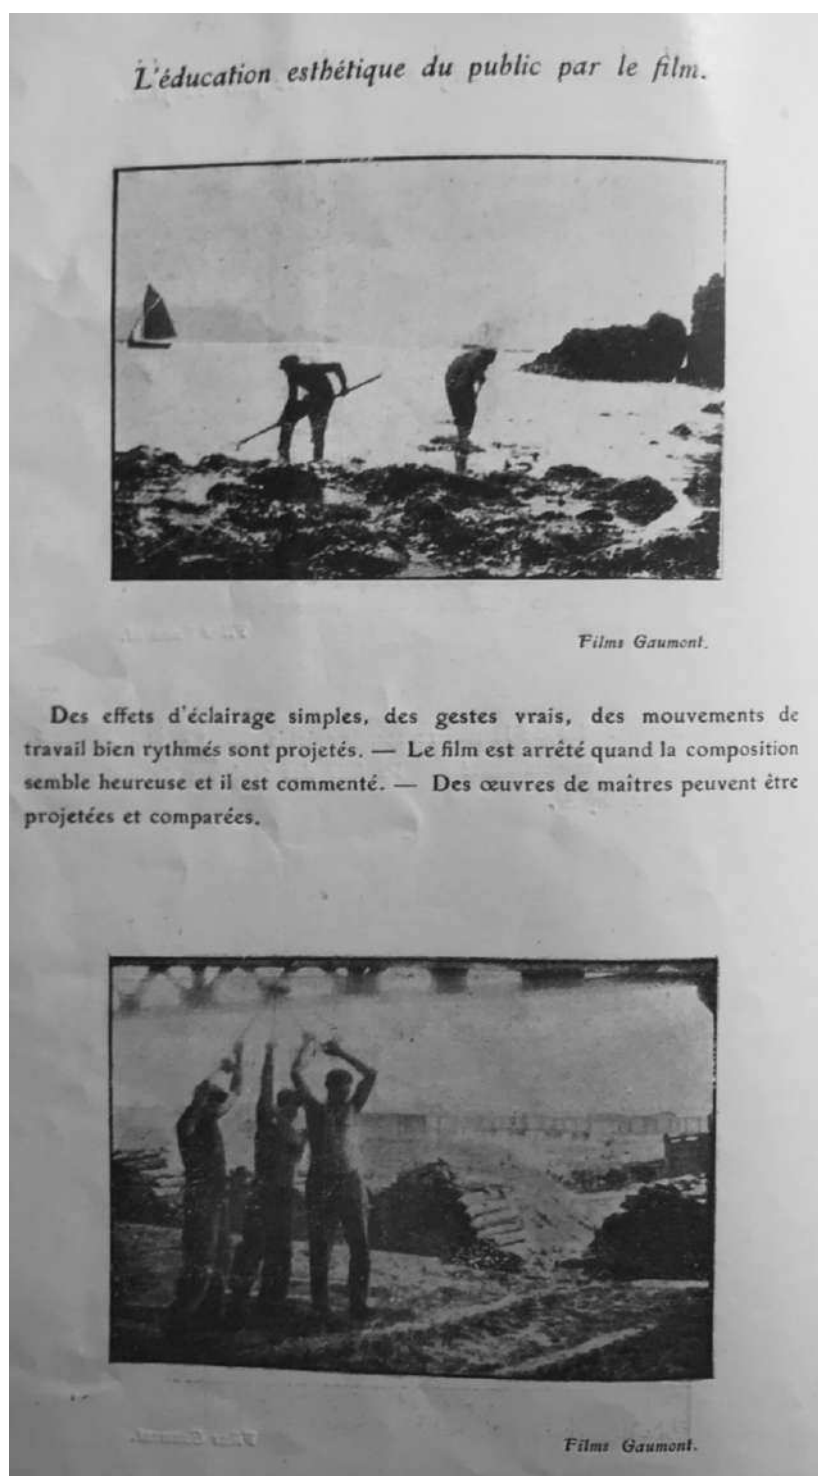 L'éducation esthétique du public par le film.
Films Gaumont.
Des effets d'éclairage simples, des gestes vrais, des mouvements de
travail bien rythmés sont projetés. — Le film est arrêté quand la composition
semble heureuse et il est commenté. — Des œuvres de maîtres peuvent être
projetées et comparées.
Films Gaumont.